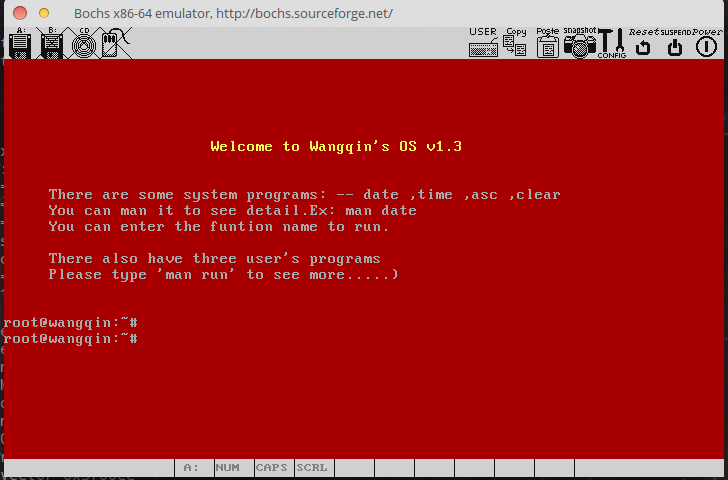 Bochs x86-64 emulator, http://bochs.sourceforge.net/
A: B: CD USER Copy Paste snapshot CONFIG Reset SUSPEND Power
Welcome to Wangqin's OS v1.3
There are some system programs: -- date ,time ,asc ,clear
You can man it to see detail.Ex: man date
You can enter the funtion name to run.
There also have three user's programs
Please type 'man run' to see more.....)
root@wangqin:~#
root@wangqin:~#
A: NUM CAPS SCRL